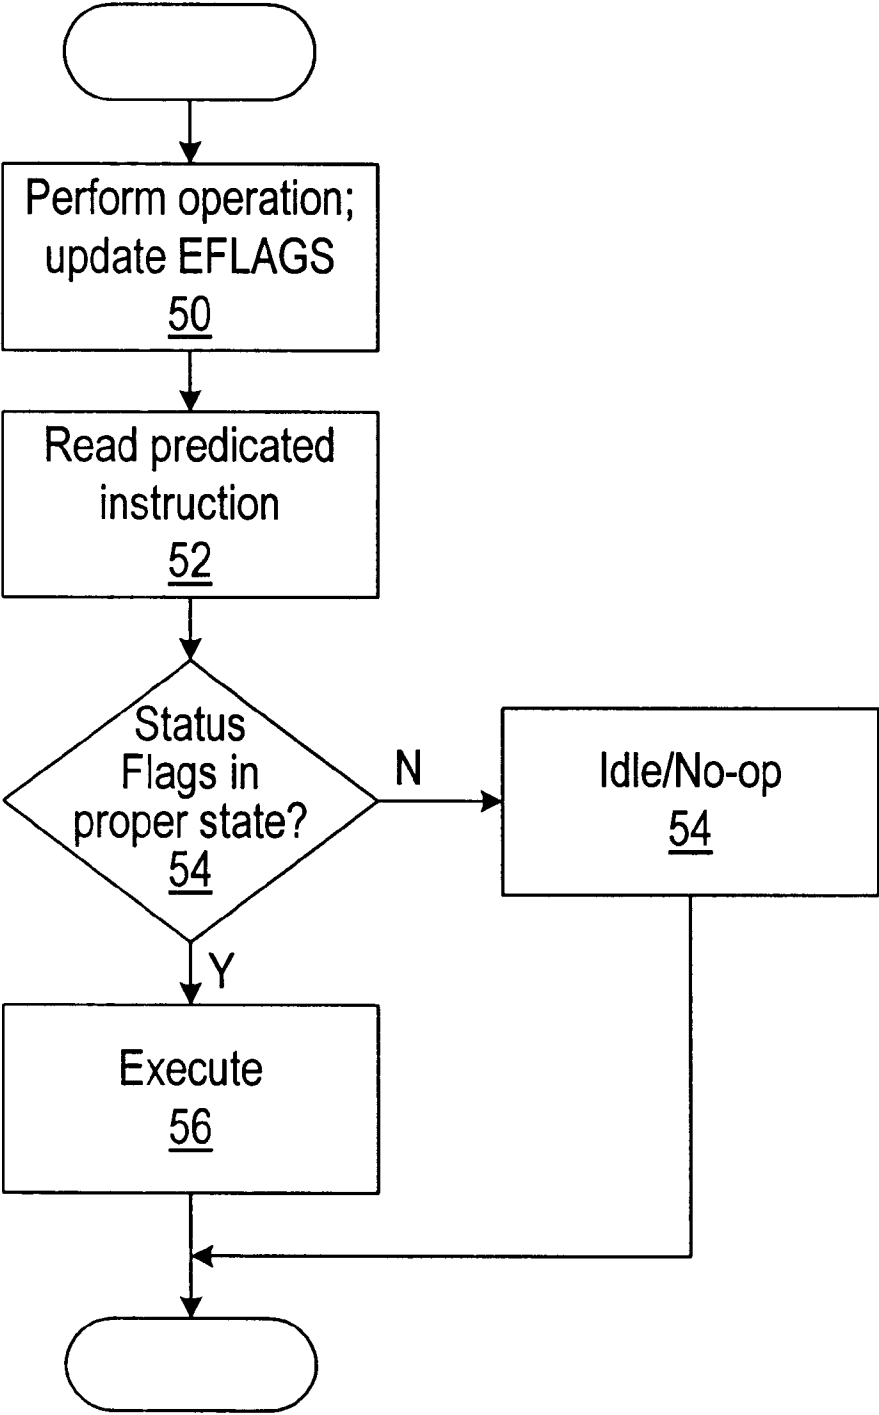 Perform operation;
update EFLAGS
50
Read predicated
instruction
52
Status
Flags in
proper state?
54
N
Idle/No-op
54
Y
Execute
56